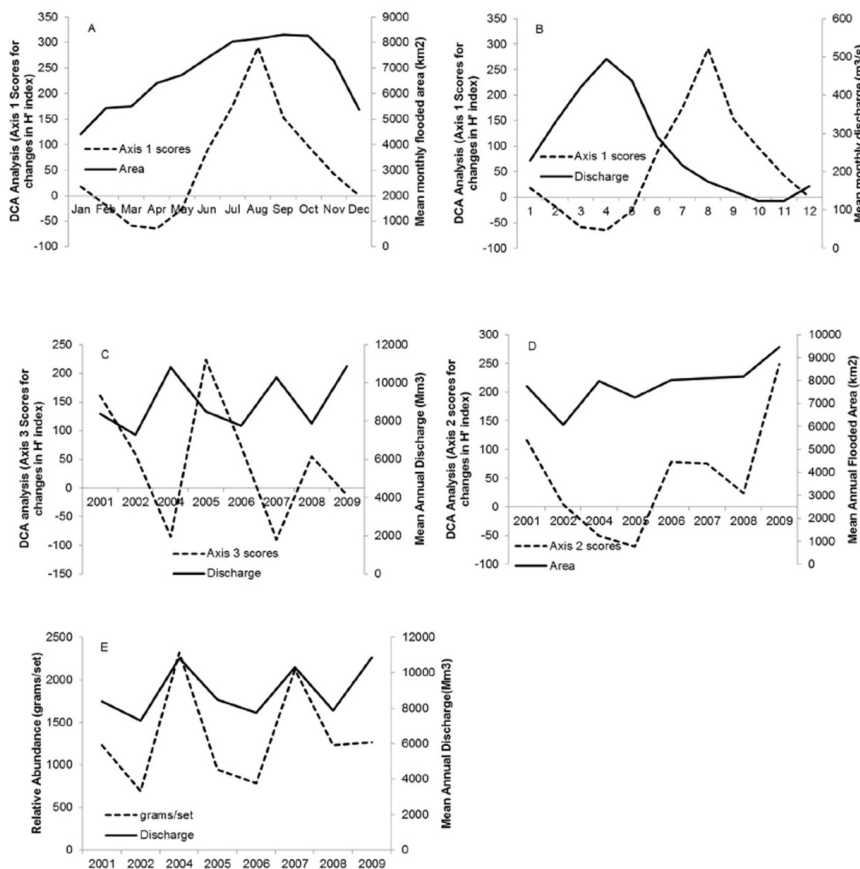 A
DCA Analysis (Axis 1 Scores for
changes in H' index)
350
300
250
200
150
100
50
0
-50
-100
Jan Feb Mar Apr May Jun Jul Aug Sep Oct Nov Dec
Axis 1 scores
Area
9000
8000
7000
6000
5000
4000
3000
2000
1000
0
Mean monthly flooded area (km2)
B
DCA Analysis (Axis 1 Scores for
changes in H' index)
350
300
250
200
150
100
50
0
-50
-100
1 2 3 4 5 6 7 8 9 10 11 12
Axis 1 scores
Discharge
600
500
400
300
200
100
0
Mean monthly discharge (m3/s)
C
DCA analysis (Axis 3 Scores for
changes in H' index)
250
200
150
100
50
0
-50
-100
-150
2001 2002 2004 2005 2006 2007 2008 2009
Axis 3 scores
Discharge
12000
10000
8000
6000
4000
2000
0
Mean Annual Discharge (Mm3)
D
DCA Analysis (Axis 2 scores for
changes in H' index)
300
250
200
150
100
50
0
-50
-100
2001 2002 2004 2005 2006 2007 2008 2009
Axis 2 scores
Area
10000
9000
8000
7000
6000
5000
4000
3000
2000
1000
0
Mean Annual Flooded Area (km2)
E
Relative Abundance (grams/set)
2500
2000
1500
1000
500
0
2001 2002 2004 2005 2006 2007 2008 2009
grams/set
Discharge
12000
10000
8000
6000
4000
2000
0
Mean Annual Discharge(Mm3)